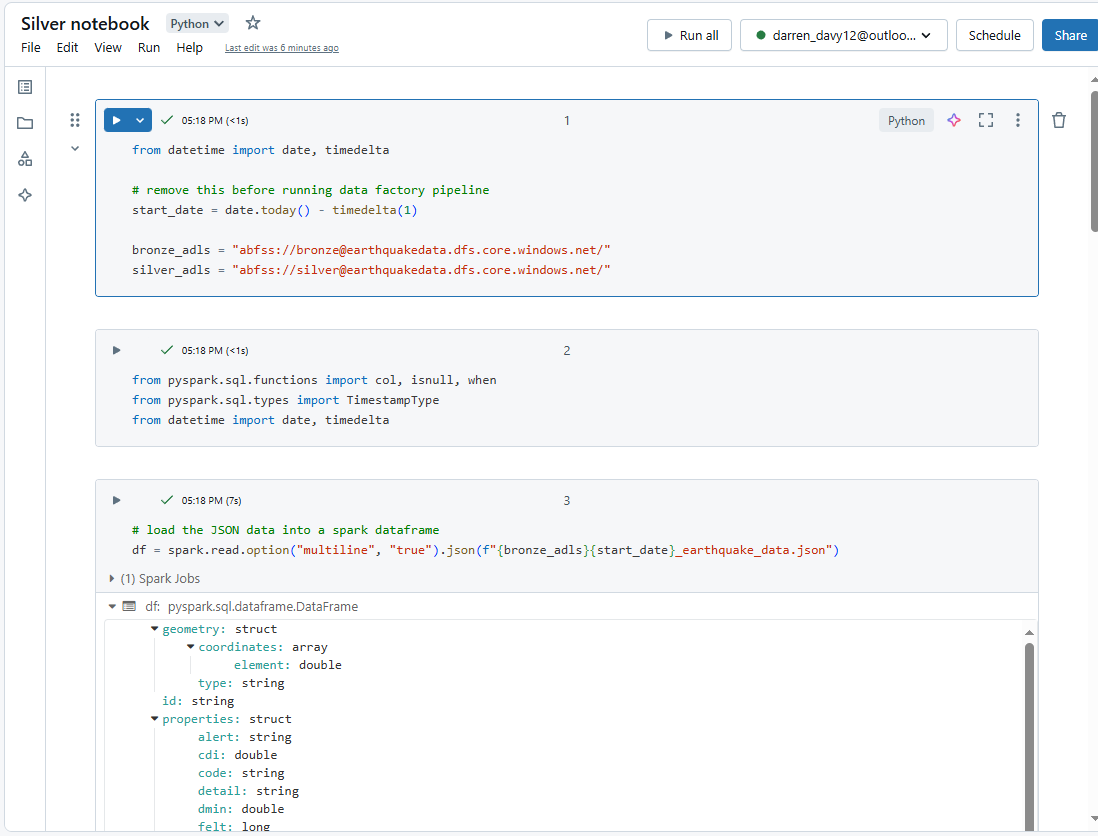 Silver notebook Python
File Edit View Run Help Last edit was 6 minutes ago
Run all darren_davy12@outloo... Schedule Share
05:18 PM (<1s) 1 Python
from datetime import date, timedelta
# remove this before running data factory pipeline
start_date = date.today() - timedelta(1)
bronze_adls = "abfss://bronze@earthquakedata.dfs.core.windows.net/"
silver_adls = "abfss://silver@earthquakedata.dfs.core.windows.net/"
05:18 PM (<1s) 2
from pyspark.sql.functions import col, isnull, when
from pyspark.sql.types import TimestampType
from datetime import date, timedelta
05:18 PM (7s) 3
# load the JSON data into a spark dataframe
df = spark.read.option("multiline", "true").json(f"{bronze_adls}{start_date}_earthquake_data.json")
(1) Spark Jobs
df: pyspark.sql.dataframe.DataFrame
geometry: struct
coordinates: array
element: double
type: string
id: string
properties: struct
alert: string
cdi: double
code: string
detail: string
dmin: double
felt: long